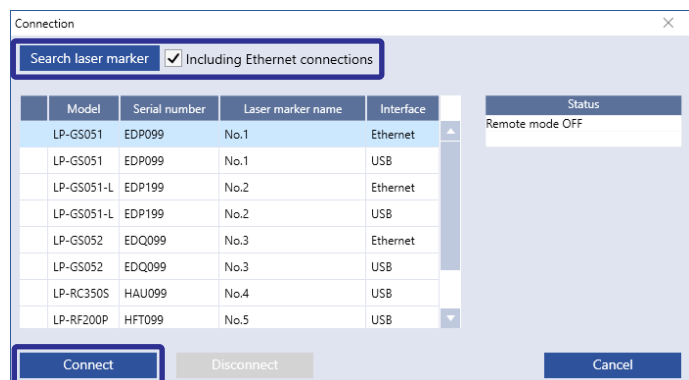 Connection
Search laser marker Including Ethernet connections
Model Serial number Laser marker name Interface Status
Remote mode OFF
LP-GS051 EDP099 No.1 Ethernet
LP-GS051 EDP099 No.1 USB
LP-GS051-L EDP199 No.2 Ethernet
LP-GS051-L EDP199 No.2 USB
LP-GS052 EDQ099 No.3 Ethernet
LP-GS052 EDQ099 No.3 USB
LP-RC350S HAU099 No.4 USB
LP-RF200P HFT099 No.5 USB
Connect Disconnect Cancel